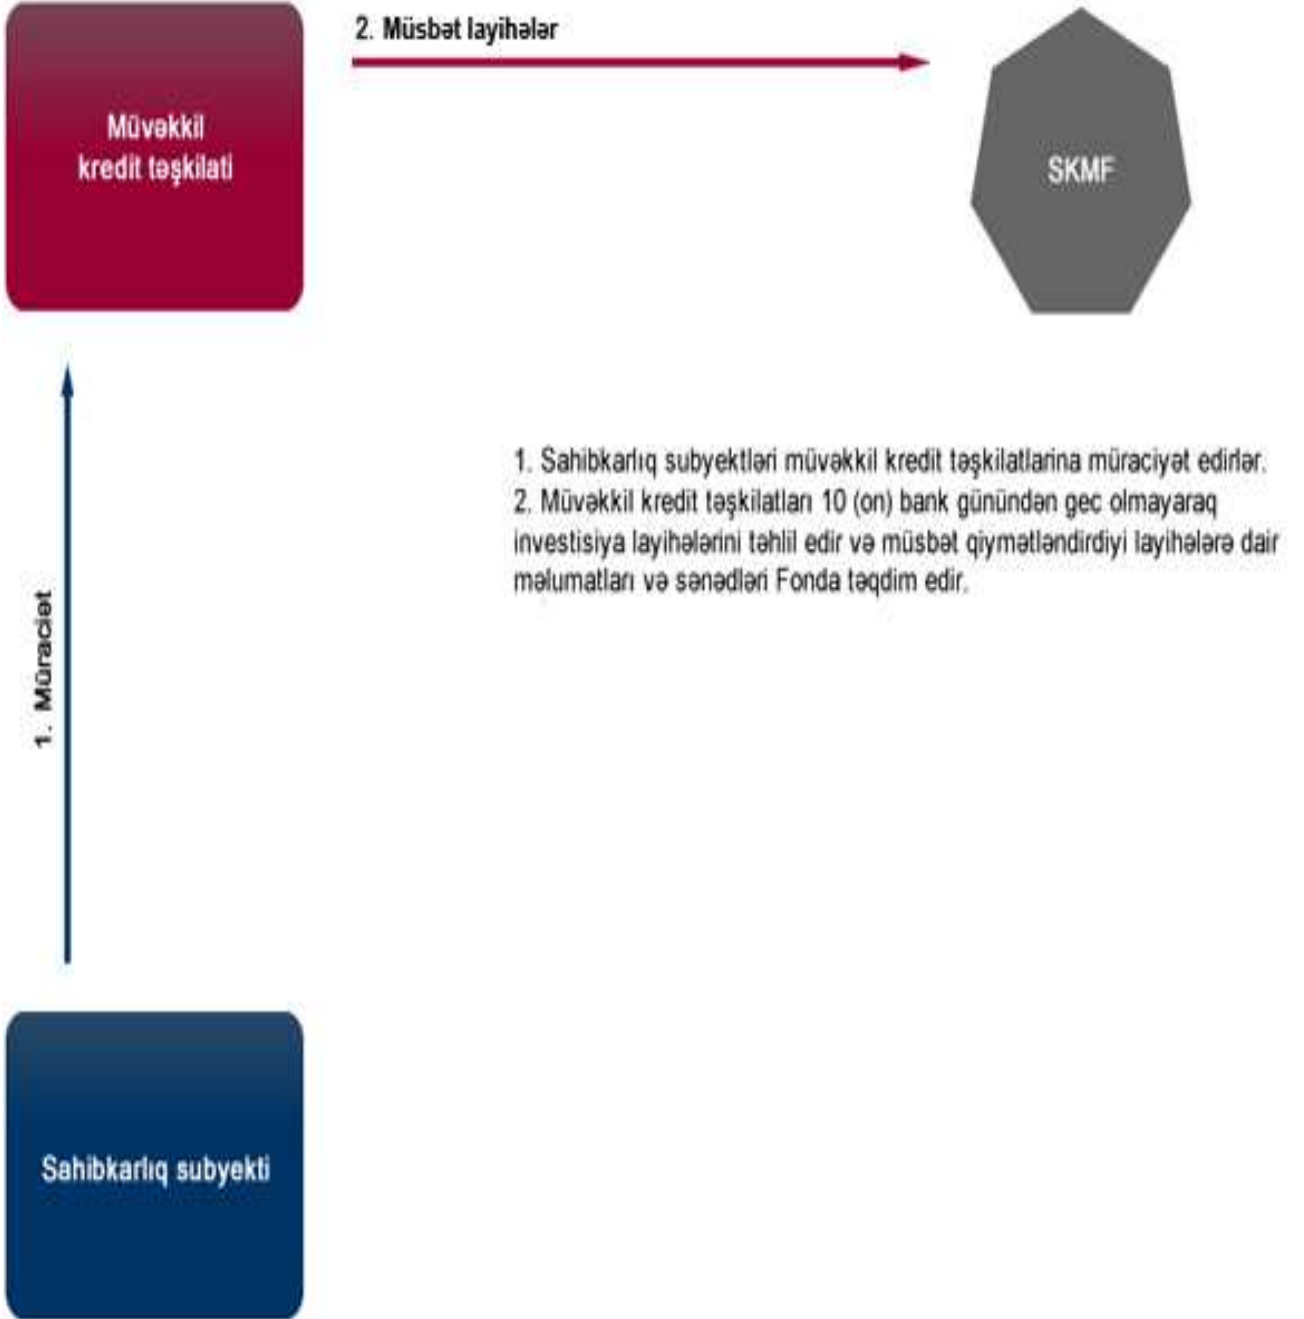 2. Müsbət layihələr
Müvəkkil
kredit təşkilati
SKMF
1. Sahibkarlıq subyektləri müvəkkil kredit təşkilatlarina müraciyət edirlər.
2. Müvəkkil kredit təşkilatları 10 (on) bank günündən gec olmayaraq
investisiya layihələrini təhlil edir və müsbət qiymətləndirdiyi layihələrə dair
məlumatları və sənədləri Fonda təqdim edir.
1. Müraciət
Sahibkarlıq subyekti